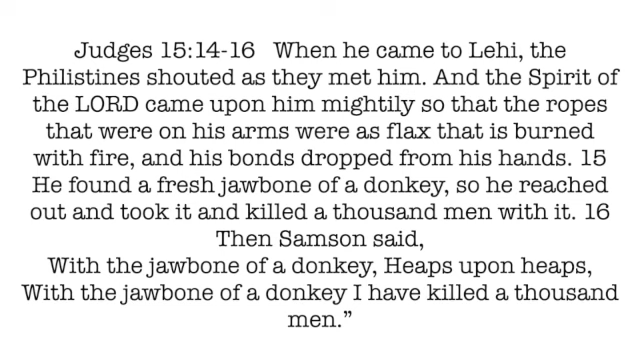 Judges 15:14-16   When he came to Lehi, the
Philistines shouted as they met him. And the Spirit of
the LORD came upon him mightily so that the ropes
that were on his arms were as flax that is burned
with fire, and his bonds dropped from his hands. 15
He found a fresh jawbone of a donkey, so he reached
out and took it and killed a thousand men with it. 16
Then Samson said,
With the jawbone of a donkey, Heaps upon heaps,
With the jawbone of a donkey I have killed a thousand
men.”